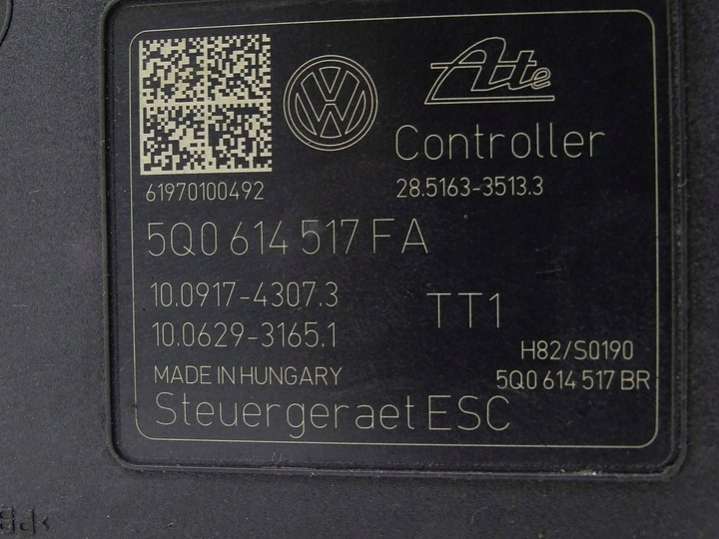 Ate
Controller
61970100492
28.5163-3513.3
5Q0 614 517 FA
10.0917-4307.3
10.0629-3165.1
TT1
H82/S0190
MADE IN HUNGARY
5Q0 614 517 BR
Steuergeraet ESC